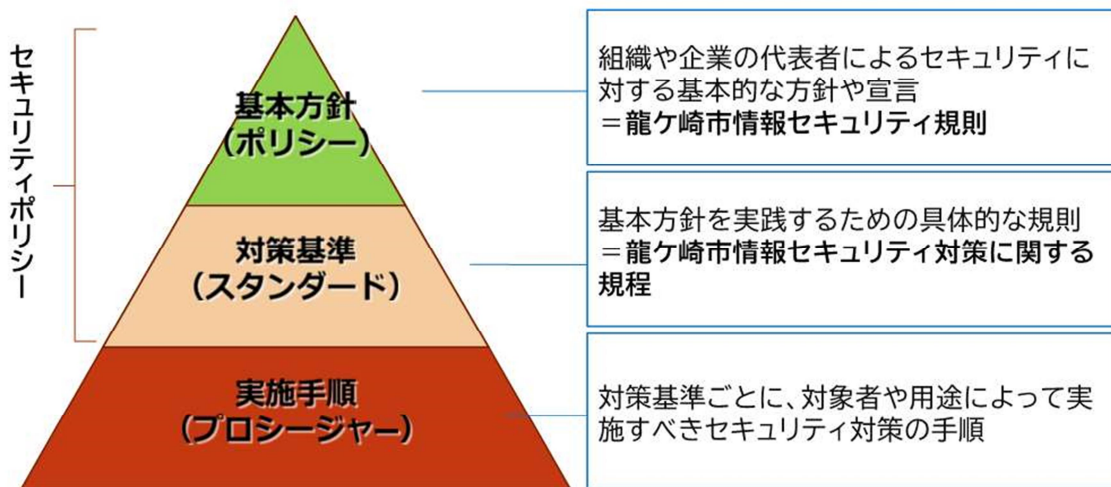 セキュリティポリシー
基本方針
(ポリシー)
組織や企業の代表者によるセキュリティに
対する基本的な方針や宣言
＝龍ケ崎市情報セキュリティ規則
対策基準
(スタンダード)
基本方針を実践するための具体的な規則
＝龍ケ崎市情報セキュリティ対策に関する
規程
実施手順
(プロシージャー)
対策基準ごとに、対象者や用途によって実
施すべきセキュリティ対策の手順